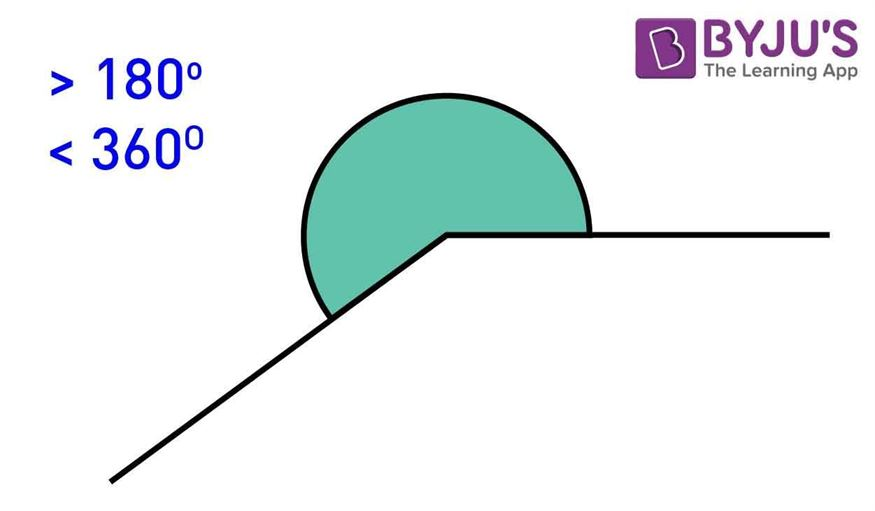 > 180º
< 360⁰
BYJU'S
The Learning App